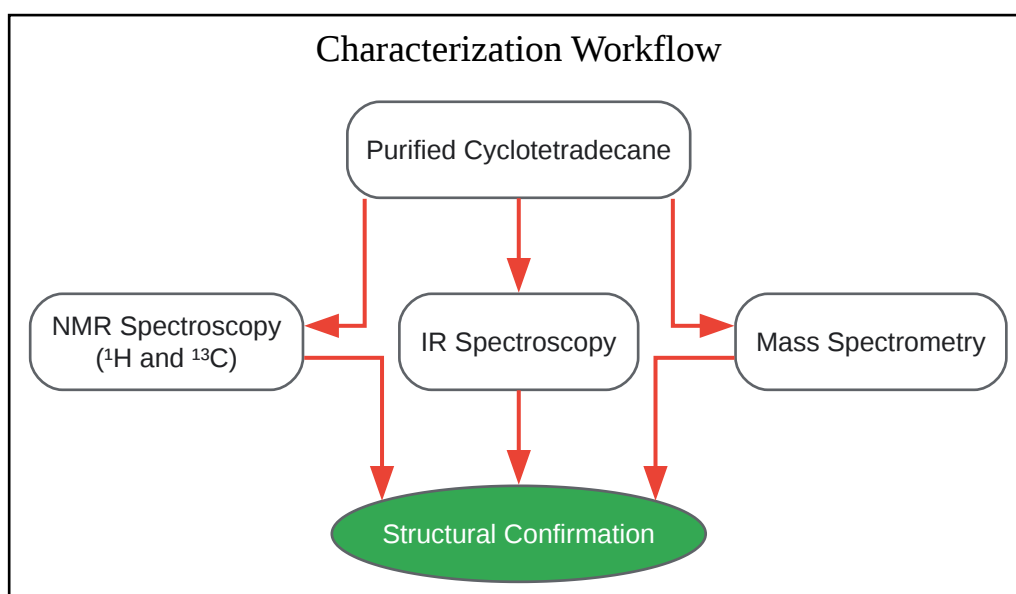 Characterization Workflow
Purified Cyclotetradecane
NMR Spectroscopy
(¹H and ¹³C)
IR Spectroscopy
Mass Spectrometry
Structural Confirmation